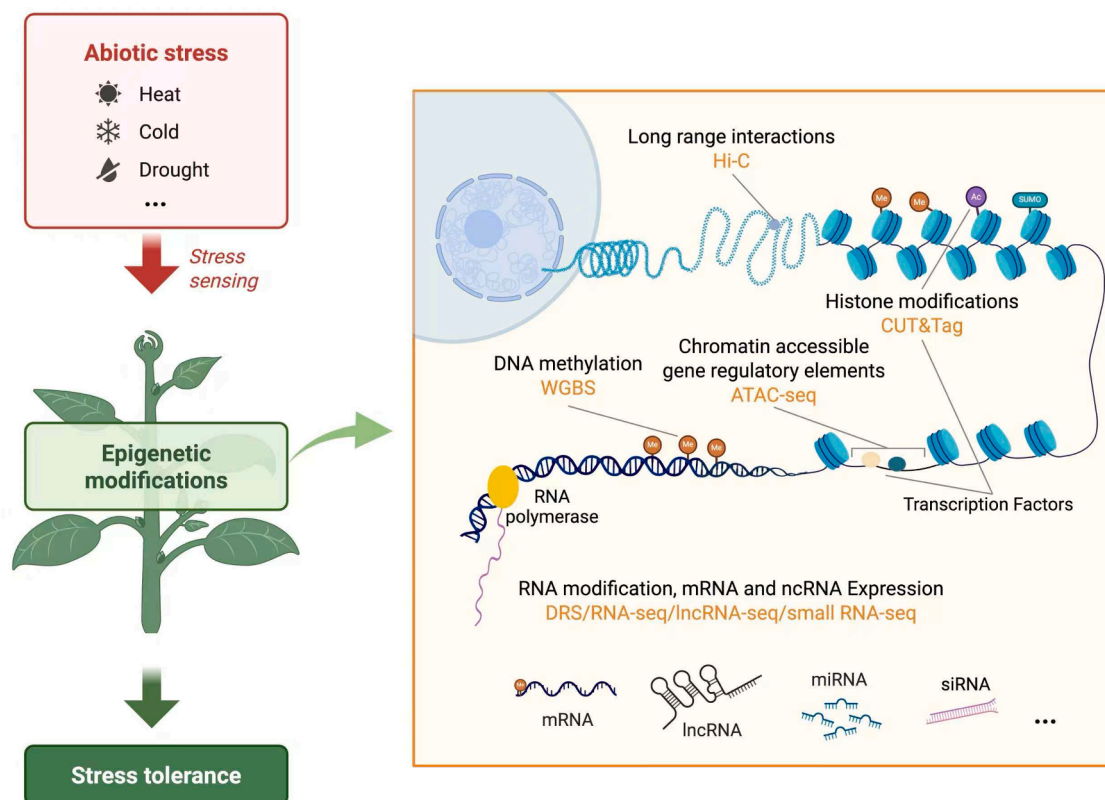 Abiotic stress
Heat
Cold
Drought
...
Stress
sensing
Epigenetic
modifications
Stress tolerance
Long range interactions
Hi-C
Me
Me
Ac
SUMO
Histone modifications
CUT&Tag
DNA methylation
WGBS
Chromatin accessible
gene regulatory elements
ATAC-seq
Me
Me
Me
RNA
polymerase
Transcription Factors
RNA modification, mRNA and ncRNA Expression
DRS/RNA-seq/lncRNA-seq/small RNA-seq
Me
mRNA
lncRNA
miRNA
siRNA
...